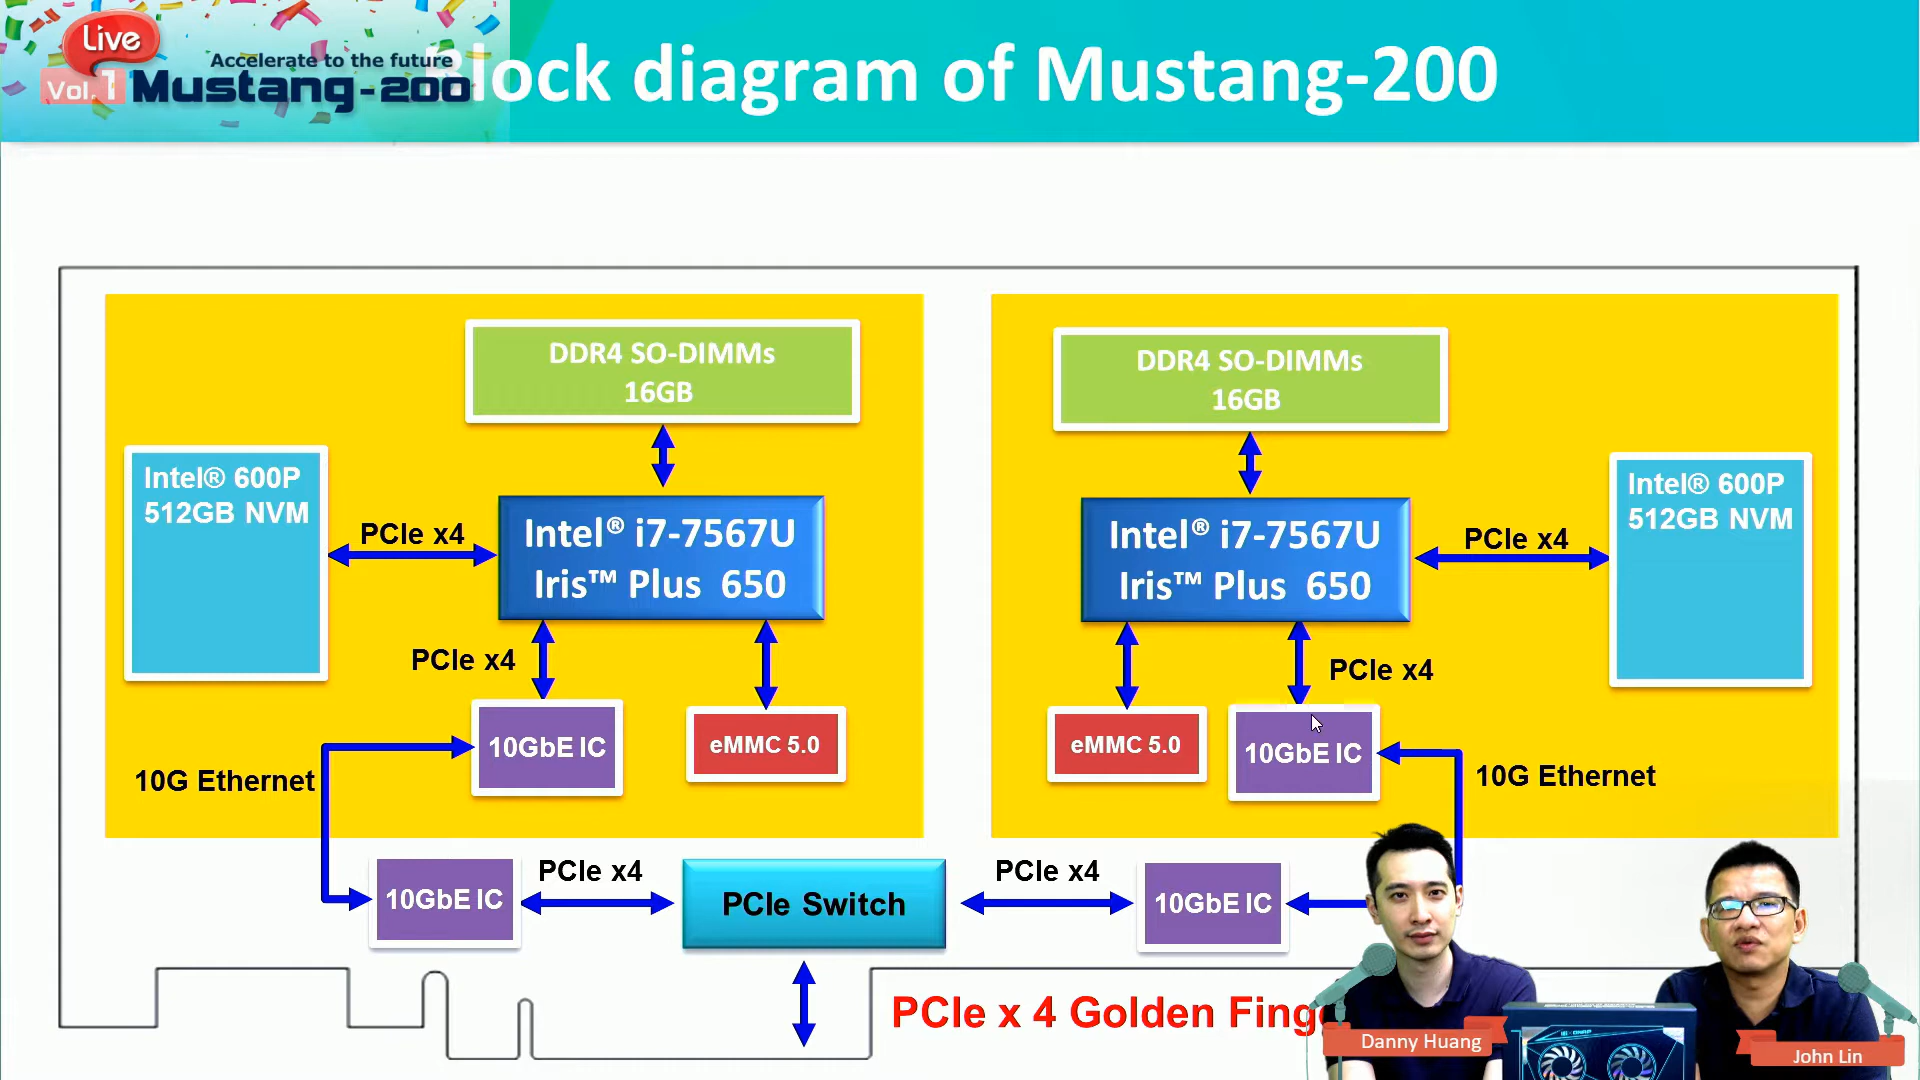 Live
Vol. 1
Accelerate to the future
Mustang-200
Block diagram of Mustang-200
DDR4 SO-DIMMs
16GB
DDR4 SO-DIMMs
16GB
Intel® 600P
512GB NVM
PCIe x4
Intel® i7-7567U
Iris™ Plus 650
Intel® i7-7567U
Iris™ Plus 650
PCIe x4
Intel® 600P
512GB NVM
PCIe x4
PCIe x4
10GbE IC
eMMC 5.0
eMMC 5.0
10GbE IC
10G Ethernet
10G Ethernet
10GbE IC
PCIe x4
PCIe Switch
PCIe x4
10GbE IC
PCIe x 4 Golden
Danny Huang
John Lin